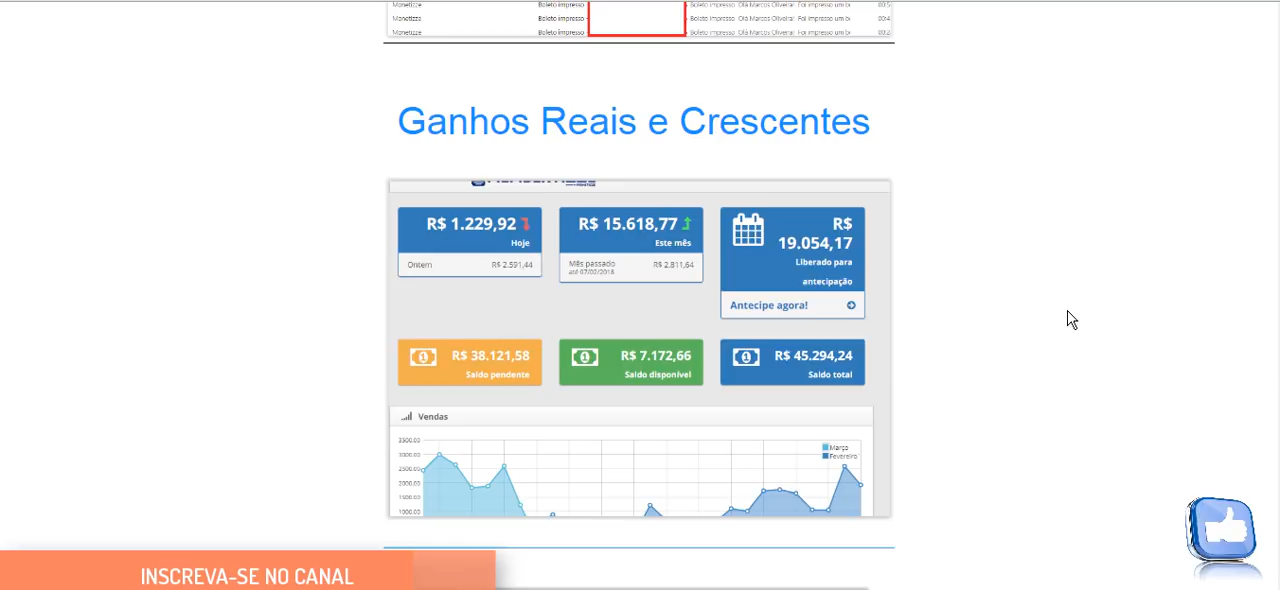 Monetizze Boleto impresso Boleto impresso Olá Marcos Oliveira! Foi impresso um bo
Monetizze Boleto impresso Boleto impresso Olá Marcos Oliveira! Foi impresso um bo 00:4
Monetizze Boleto impresso Boleto impresso Olá Marcos Oliveira! Foi impresso um bo
Ganhos Reais e Crescentes
R$ 1.229,92
Hoje
Ontem R$ 2.591,44
R$ 15.618,77
Este mês
Mês passado R$ 2.811,64
até 07/02/2018
R$
19.054,17
Liberado para
antecipação
Antecipe agora!
R$ 38.121,58
Saldo pendente
R$ 7.172,66
Saldo disponível
R$ 45.294,24
Saldo total
Vendas
3500.00
3000.00
2500.00
2000.00
1500.00
1000.00
Março
Fevereiro
INSCREVA-SE NO CANAL